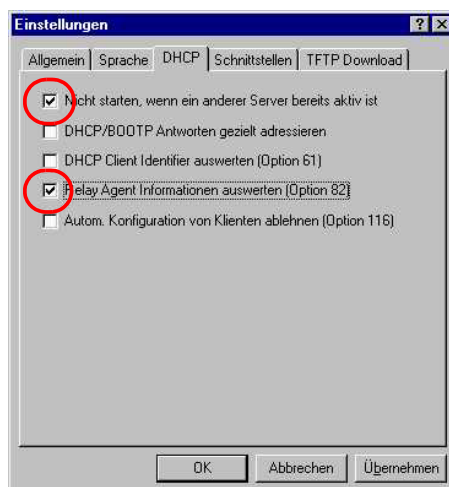 Einstellungen
Allgemein Sprache DHCP Schnittstellen TFTP Download
Nicht starten, wenn ein anderer Server bereits aktiv ist
DHCP/BOOTP Antworten gezielt adressieren
DHCP Client Identifier auswerten (Option 61)
Relay Agent Informationen auswerten (Option 82)
Autom. Konfiguration von Klienten ablehnen (Option 116)
OK Abbrechen Übernehmen